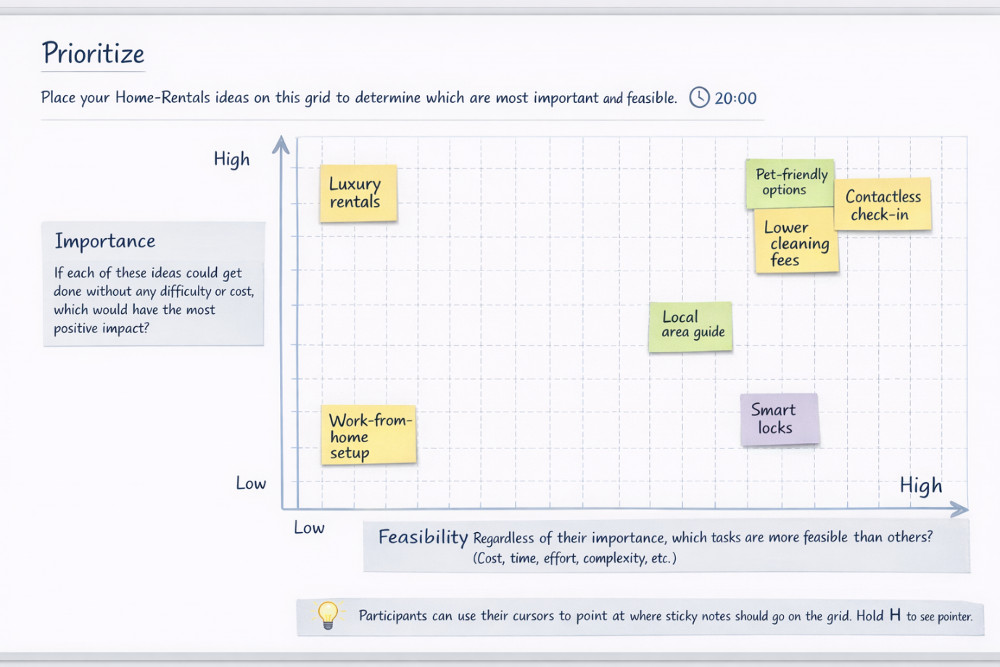 Prioritize
Place your Home-Rentals ideas on this grid to determine which are most important and feasible.
20:00
High
Luxury
rentals
Pet-friendly
options
Contactless
check-in
Lower
cleaning
fees
Importance
If each of these ideas could get
done without any difficulty or cost,
which would have the most
positive impact?
Local
area guide
Work-from-
home
setup
Smart
locks
Low
High
Low
Feasibility Regardless of their importance, which tasks are more feasible than others?
(Cost, time, effort, complexity, etc.)
Participants can use their cursors to point at where sticky notes should go on the grid. Hold H to see pointer.